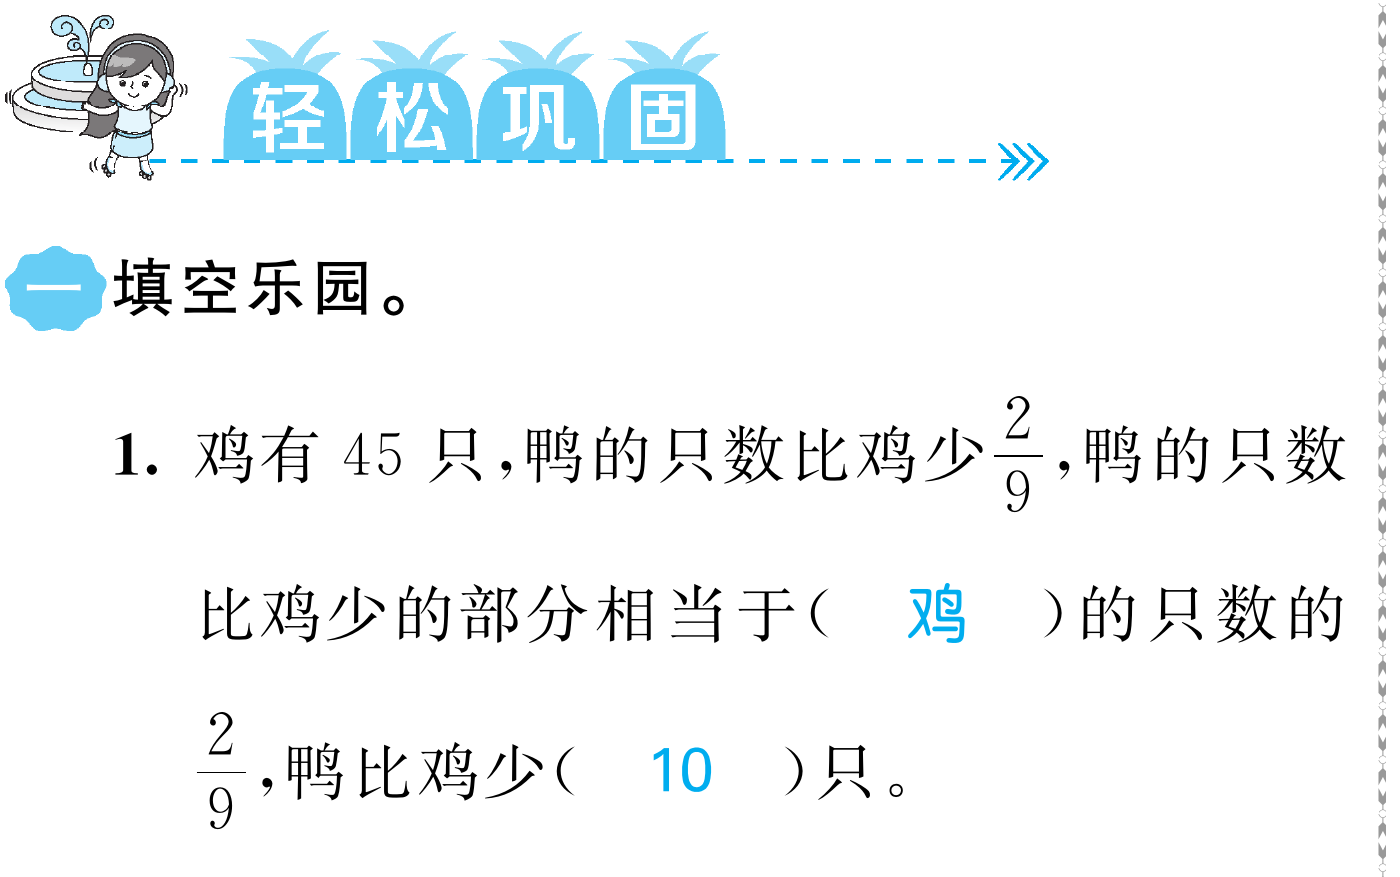 轻松巩固
一 填空乐园。
1. 鸡有 45 只,鸭的只数比鸡少2/9,鸭的只数
比鸡少的部分相当于( 鸡 )的只数的
2/9,鸭比鸡少( 10 )只。